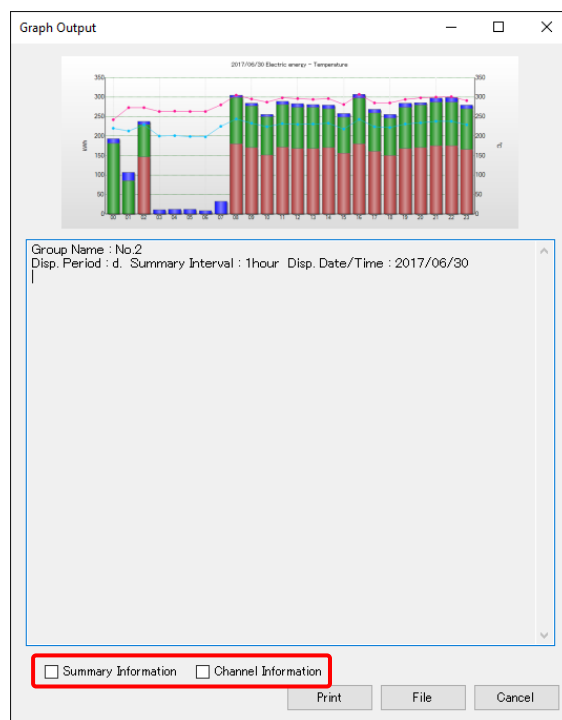 Graph Output
2017/06/30 Electric energy - Temperature
350
300
250
200
150
100
50
0
kWh
350
300
250
200
150
100
50
0
00 01 02 03 04 05 06 07 08 09 10 11 12 13 14 15 16 17 18 19 20 21 22 23
Group Name : No.2
Disp. Period : d. Summary Interval : 1hour Disp. Date/Time : 2017/06/30
Summary Information
Channel Information
Print
File
Cancel